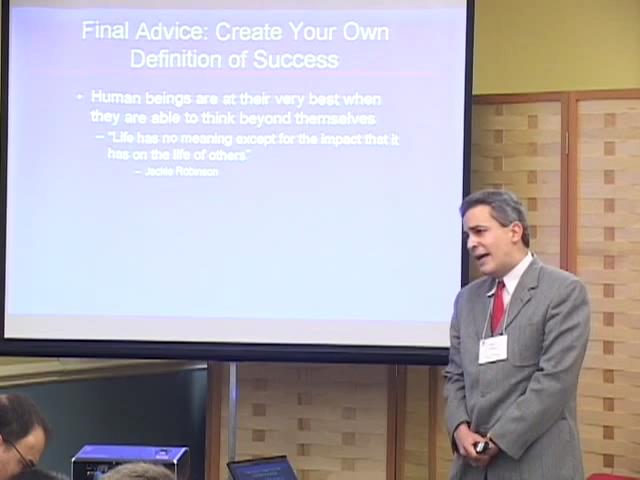 Final Advice: Create Your Own
Definition of Success
• Human beings are at their very best when
they are able to think beyond themselves
– "Life has no meaning except for the impact that it
has on the life of others"
– Jackie Robinson